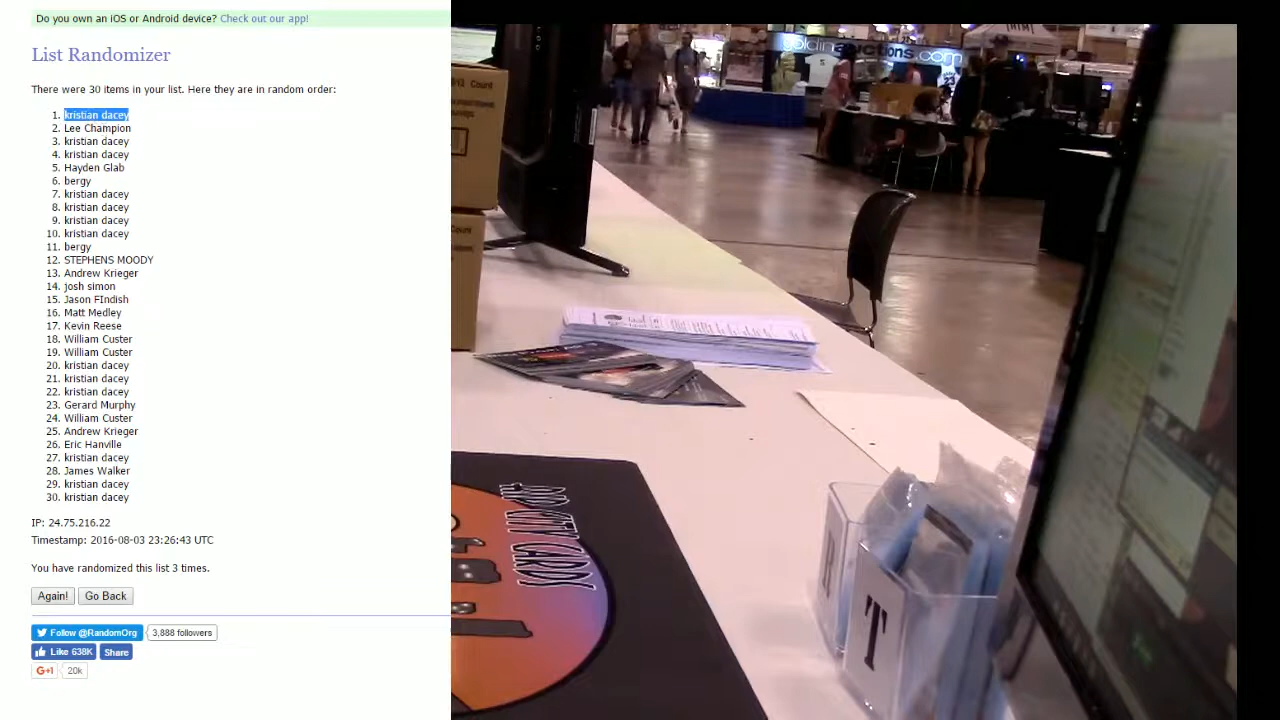 Do you own an iOS or Android device? Check out our app!
List Randomizer
There were 30 items in your list. Here they are in random order:
1. kristian dacey
2. Lee Champion
3. kristian dacey
4. kristian dacey
5. Hayden Glab
6. bergy
7. kristian dacey
8. kristian dacey
9. kristian dacey
10. kristian dacey
11. bergy
12. STEPHENS MOODY
13. Andrew Krieger
14. josh simon
15. Jason FIndish
16. Matt Medley
17. Kevin Reese
18. William Custer
19. William Custer
20. kristian dacey
21. kristian dacey
22. kristian dacey
23. Gerard Murphy
24. William Custer
25. Andrew Krieger
26. Eric Hanville
27. kristian dacey
28. James Walker
29. kristian dacey
30. kristian dacey
IP: 24.75.216.22
Timestamp: 2016-08-03 23:26:43 UTC
You have randomized this list 3 times.
Again! Go Back
Follow @RandomOrg 3,888 followers
Like 638K Share
G+1 20k
goldinauctions.com
Count
Count
CITY CARDS
T